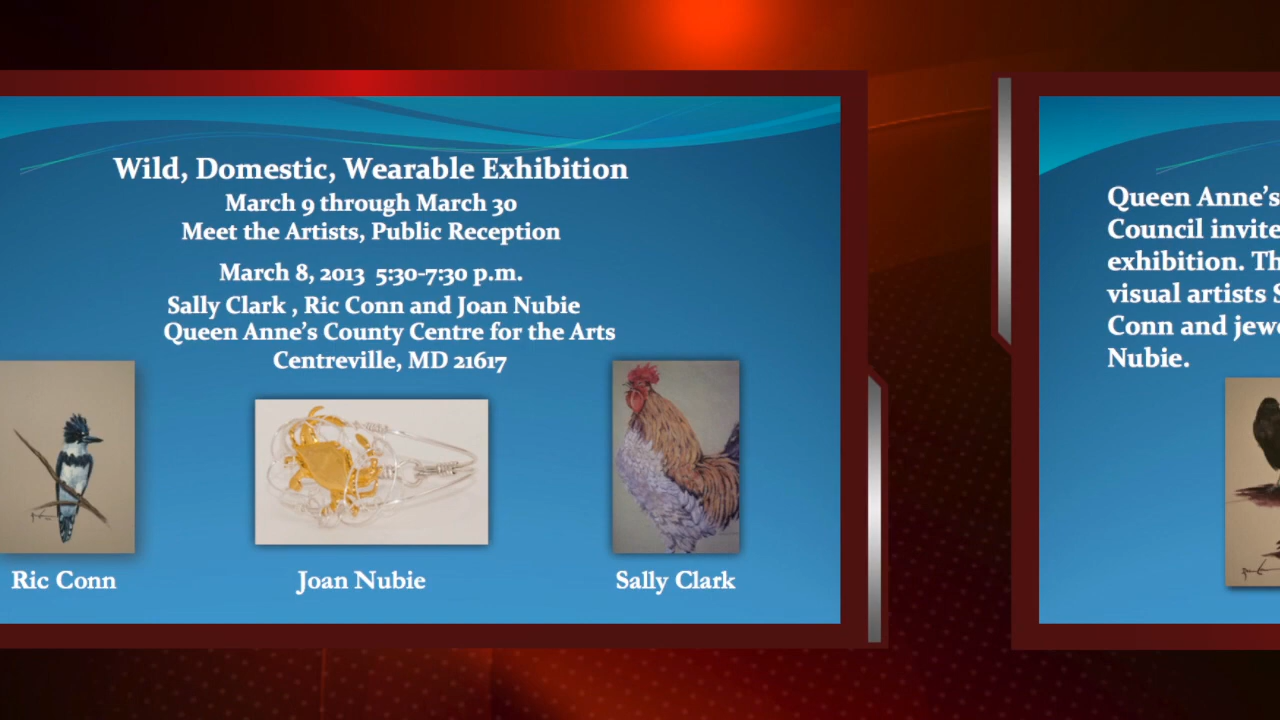 Wild, Domestic, Wearable Exhibition
March 9 through March 30
Meet the Artists, Public Reception
March 8, 2013 5:30-7:30 p.m.
Sally Clark , Ric Conn and Joan Nubie
Queen Anne's County Centre for the Arts
Centreville, MD 21617
Ric Conn
Joan Nubie
Sally Clark
Queen Anne's
Council invite
exhibition. Th
visual artists S
Conn and jewe
Nubie.